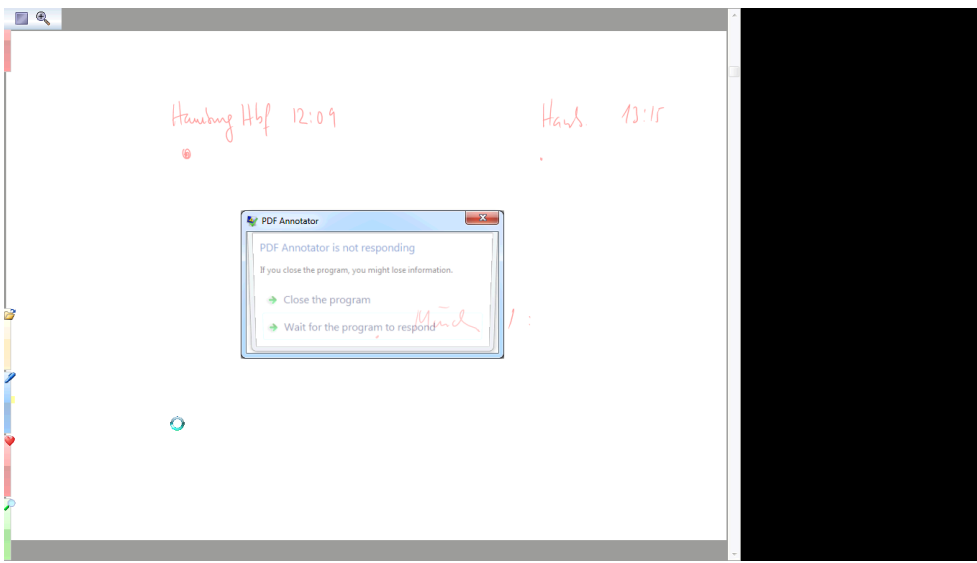 Hamburg Hbf 12:09
13:15
PDF Annotator
PDF Annotator is not responding
If you close the program, you might lose information.
Close the program
Wait for the program to respond